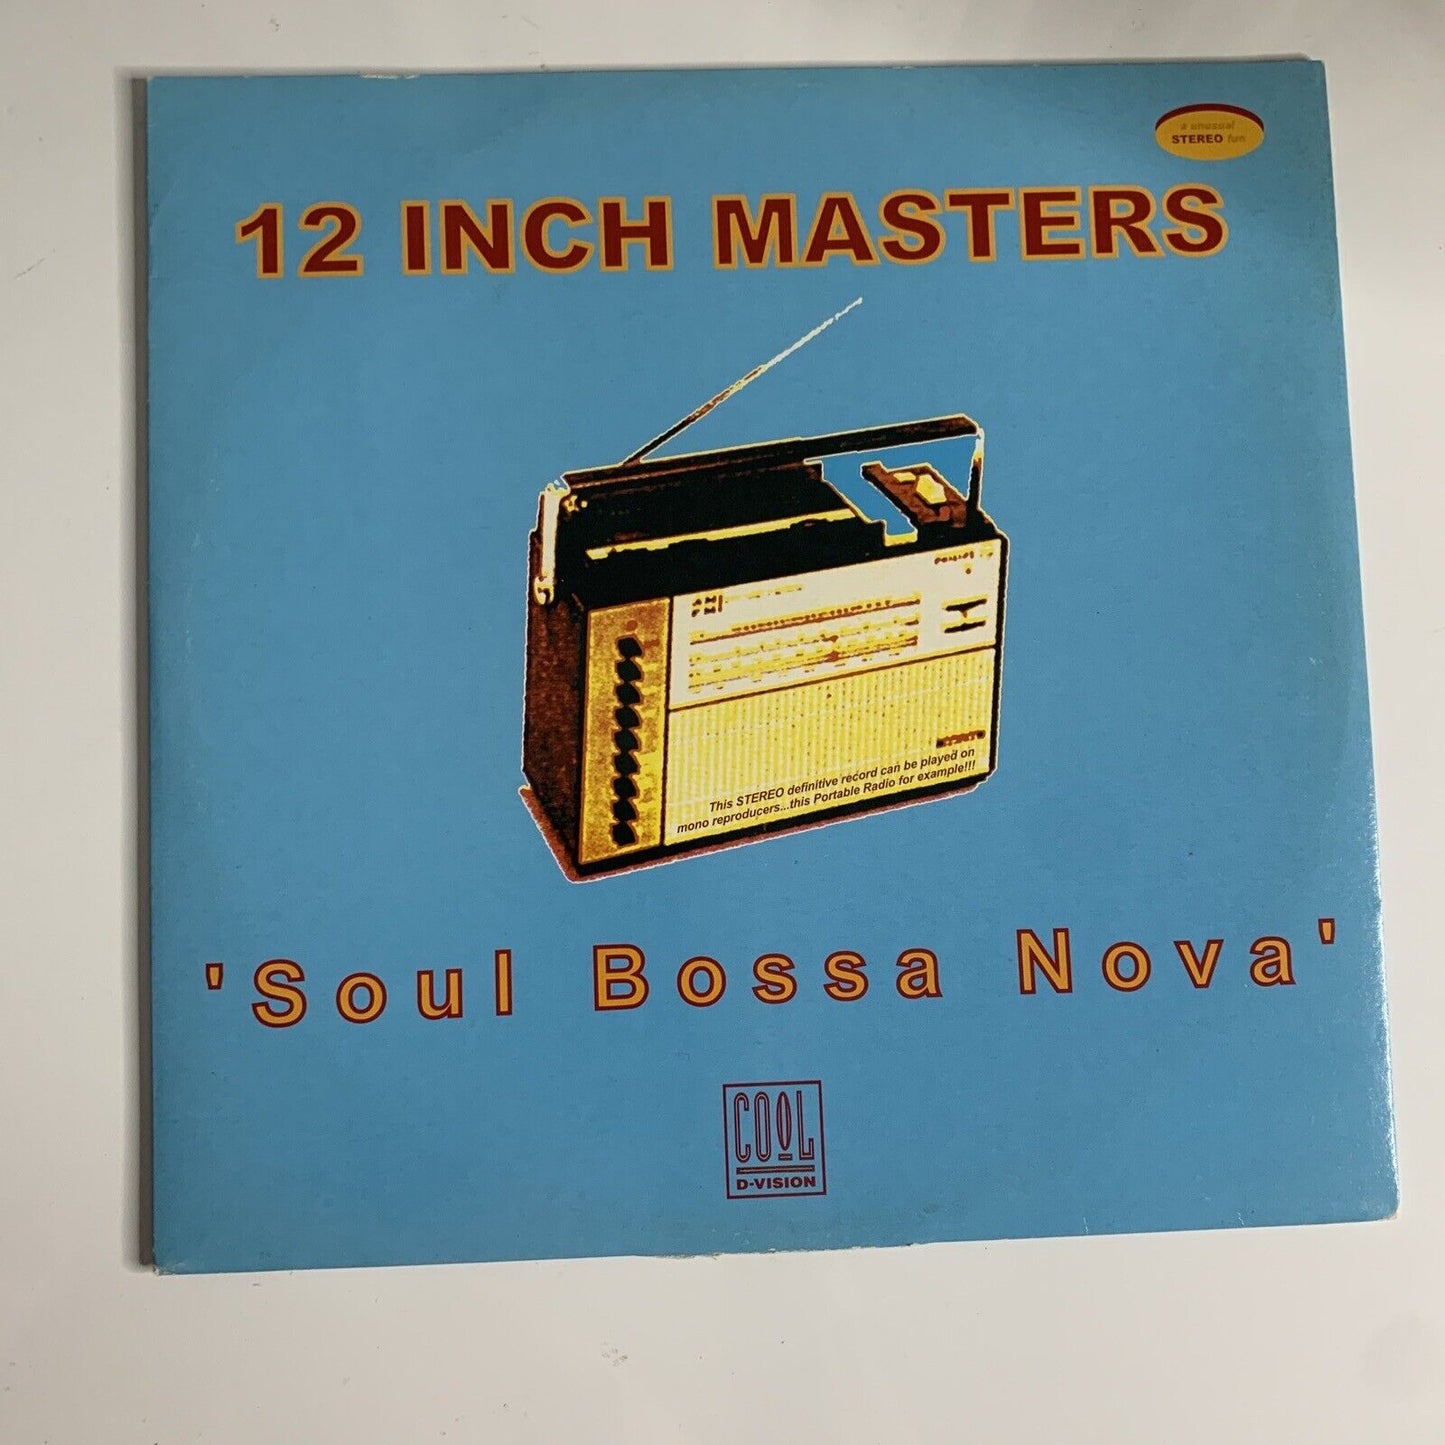 a unusual
STEREO fun
12 INCH MASTERS
This STEREO definitive record can be played on
mono reproducers...this Portable Radio for example!!!
'Soul Bossa Nova'
COOL
D-VISION